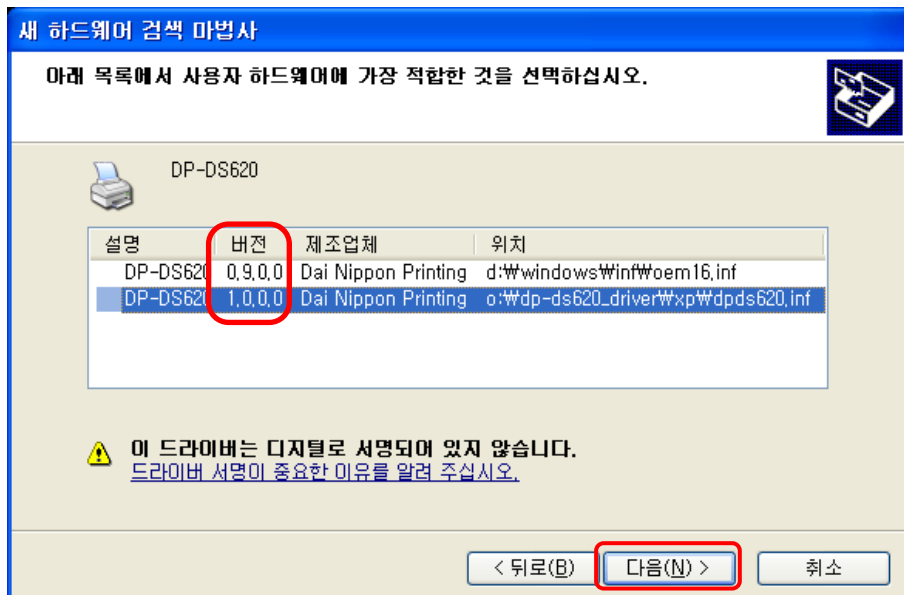 새 하드웨어 검색 마법사
아래 목록에서 사용자 하드웨어에 가장 적합한 것을 선택하십시오.
DP-DS620
설명 버전 제조업체 위치
DP-DS620 0,9,0,0 Dai Nippon Printing d:₩windows₩inf₩oem16,inf
DP-DS620 1,0,0,0 Dai Nippon Printing o:₩dp-ds620_driver₩xp₩dpds620,inf
이 드라이버는 디지털로 서명되어 있지 않습니다.
드라이버 서명이 중요한 이유를 알려 주십시오.
< 뒤로(B) 다음(N) > 취소